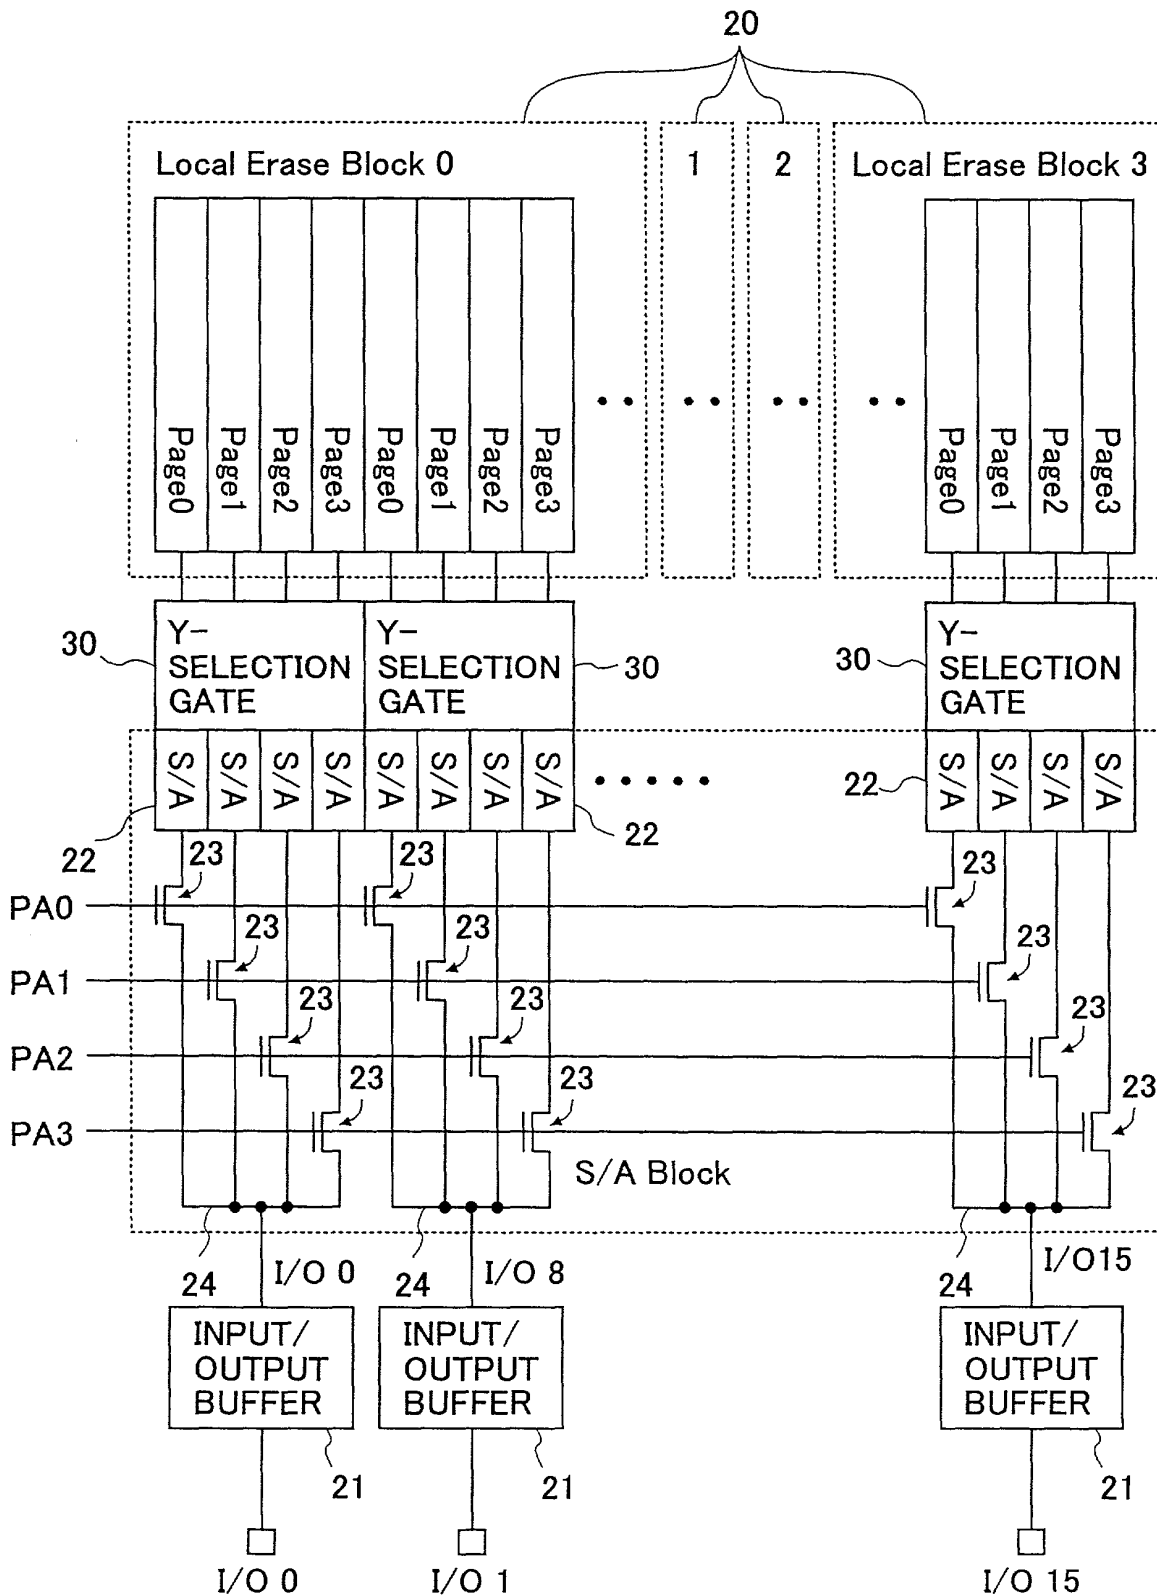 20
Local Erase Block 0
1
2
Local Erase Block 3
Page0
Page1
Page2
Page3
Page0
Page1
Page2
Page3
Page0
Page1
Page2
Page3
30
Y-
SELECTION
GATE
Y-
SELECTION
GATE
30
30
Y-
SELECTION
GATE
S/A
S/A
S/A
S/A
S/A
S/A
S/A
S/A
22
S/A
S/A
S/A
S/A
22
22
23
23
23
PA0
23
23
23
PA1
23
23
23
PA2
23
23
23
PA3
S/A Block
24
I/O 0
24
I/O 8
24
I/O15
INPUT/
OUTPUT
BUFFER
INPUT/
OUTPUT
BUFFER
INPUT/
OUTPUT
BUFFER
21
21
21
I/O 0
I/O 1
I/O 15